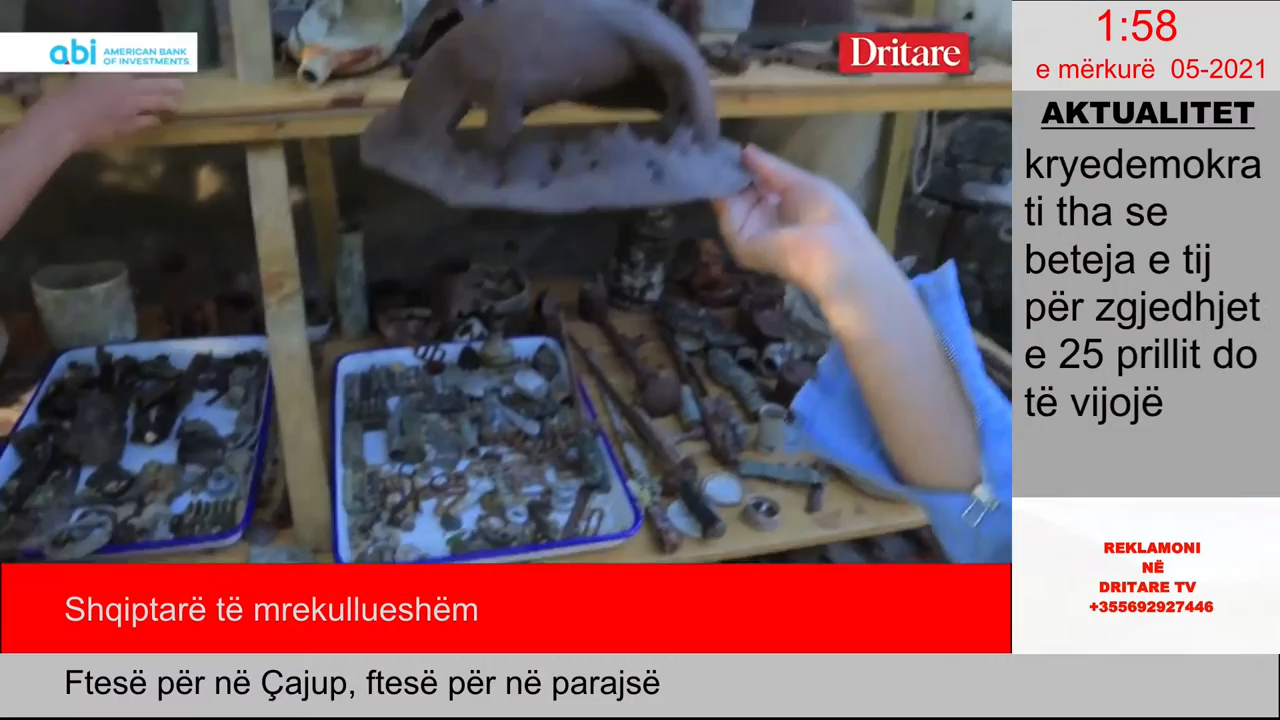 abi AMERICAN BANK
OF INVESTMENTS
Dritare
1:58
e mërkurë 05-2021
AKTUALITET
kryedemokra
ti tha se
beteja e tij
për zgjedhjet
e 25 prillit do
të vijojë
REKLAMONI
NË
DRITARE TV
+355692927446
Shqiptarë të mrekullueshëm
Ftesë për në Çajup, ftesë për në parajsë